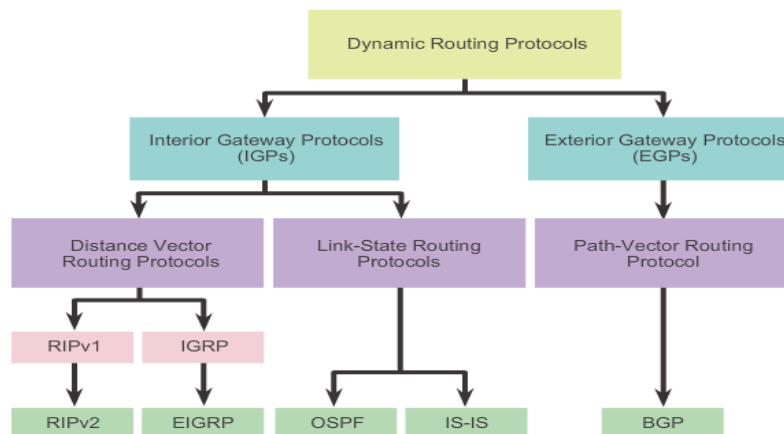 Dynamic Routing Protocols
Interior Gateway Protocols
(IGPs)
Exterior Gateway Protocols
(EGPs)
Distance Vector
Routing Protocols
Link-State Routing
Protocols
Path-Vector Routing
Protocol
RIPv1
IGRP
RIPv2
EIGRP
OSPF
IS-IS
BGP